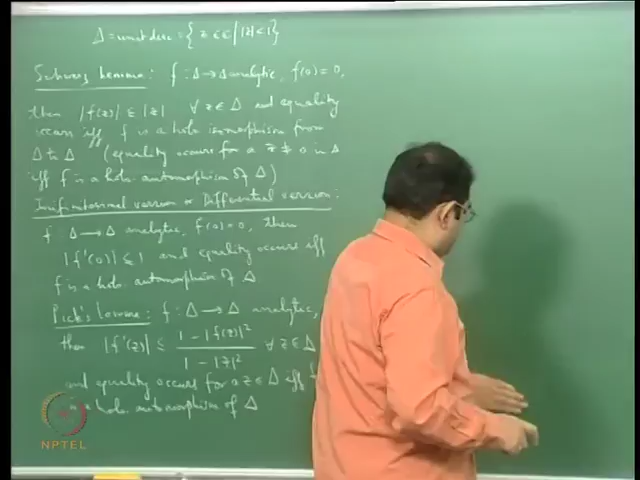 Δ = unit disc = {z ∈ ℂ | |z| < 1}
Schwarz Lemma: f: Δ → Δ analytic, f(0) = 0,
then |f(z)| ≤ |z| ∀ z ∈ Δ and equality
occurs iff f is a holo isomorphism from
Δ to Δ (equality occurs for a z ≠ 0 in Δ
iff f is a holo. automorphism of Δ)
Infinitesimal version or Differential version:
f: Δ → Δ analytic, f(0) = 0, then
|f'(0)| ≤ 1 and equality occurs iff
f is a holo. automorphism of Δ
Pick's lemma: f: Δ → Δ analytic,
then |f'(z)| ≤ (1 - |f(z)|²)/(1 - |z|²) ∀ z ∈ Δ
and equality occurs for a z ∈ Δ iff f
is a holo. automorphism of Δ
NPTEL